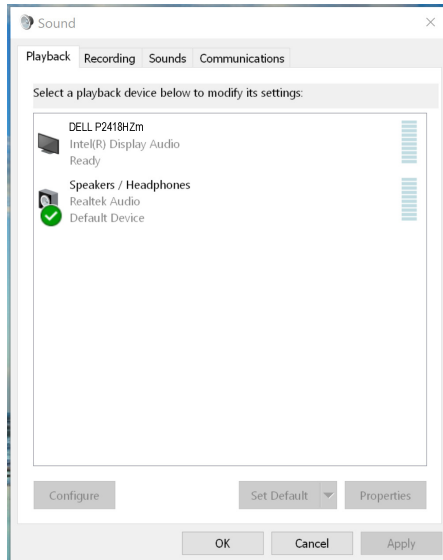 Sound
Playback Recording Sounds Communications
Select a playback device below to modify its settings:
DELL P2418HZm
Intel(R) Display Audio
Ready
Speakers / Headphones
Realtek Audio
Default Device
Configure Set Default Properties
OK Cancel Apply